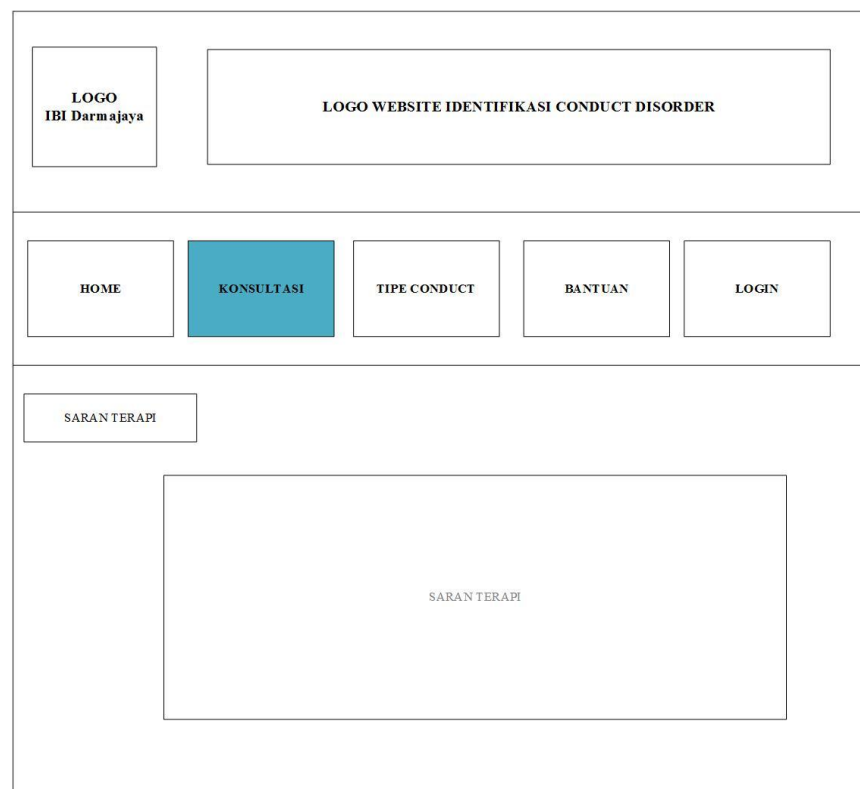 LOGO
IBI Darmajaya
LOGO WEBSITE IDENTIFIKASI CONDUCT DISORDER
HOME
KONSULTASI
TIPE CONDUCT
BANTUAN
LOGIN
SARAN TERAPI
SARAN TERAPI